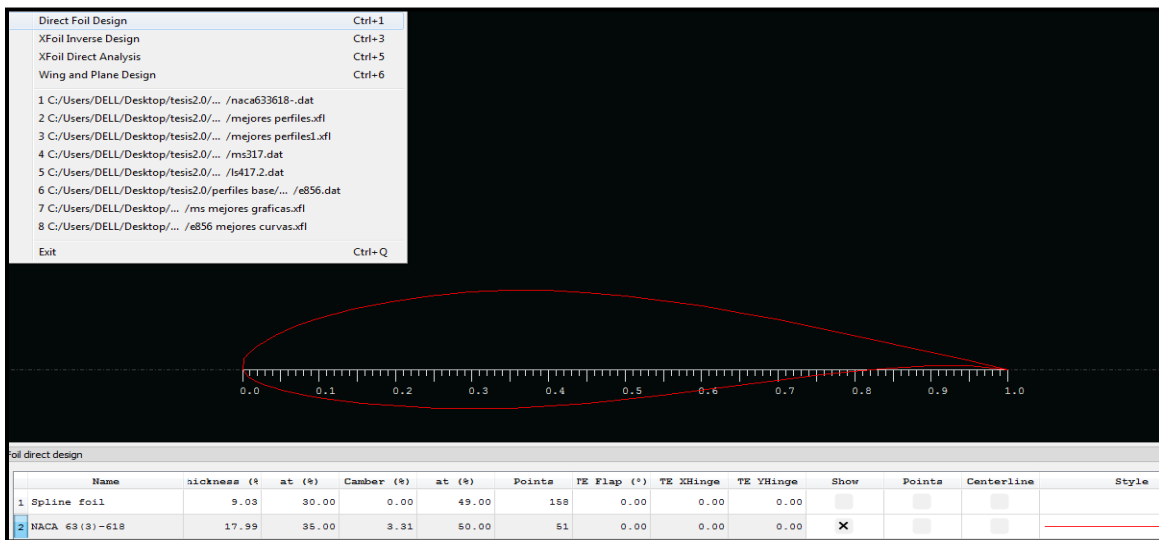 Direct Foil Design Ctrl+1
XFoil Inverse Design Ctrl+3
XFoil Direct Analysis Ctrl+5
Wing and Plane Design Ctrl+6
1 C:/Users/DELL/Desktop/tesis2.0/... /naca633618-.dat
2 C:/Users/DELL/Desktop/tesis2.0/... /mejores perfiles.xfl
3 C:/Users/DELL/Desktop/tesis2.0/... /mejores perfiles1.xfl
4 C:/Users/DELL/Desktop/tesis2.0/... /ms317.dat
5 C:/Users/DELL/Desktop/tesis2.0/... /ls417.2.dat
6 C:/Users/DELL/Desktop/tesis2.0/perfiles base/... /e856.dat
7 C:/Users/DELL/Desktop/... /ms mejores graficas.xfl
8 C:/Users/DELL/Desktop/... /e856 mejores curvas.xfl
Exit Ctrl+Q
0.0 0.1 0.2 0.3 0.4 0.5 0.6 0.7 0.8 0.9 1.0
Foil direct design
Name hickness (% at (%) Camber (%) at (%) Points TE Flap (°) TE XHinge TE YHinge Show Points Centerline Style
1 Spline foil 9.03 30.00 0.00 49.00 158 0.00 0.00 0.00
2 NACA 63(3)-618 17.99 35.00 3.31 50.00 51 0.00 0.00 0.00